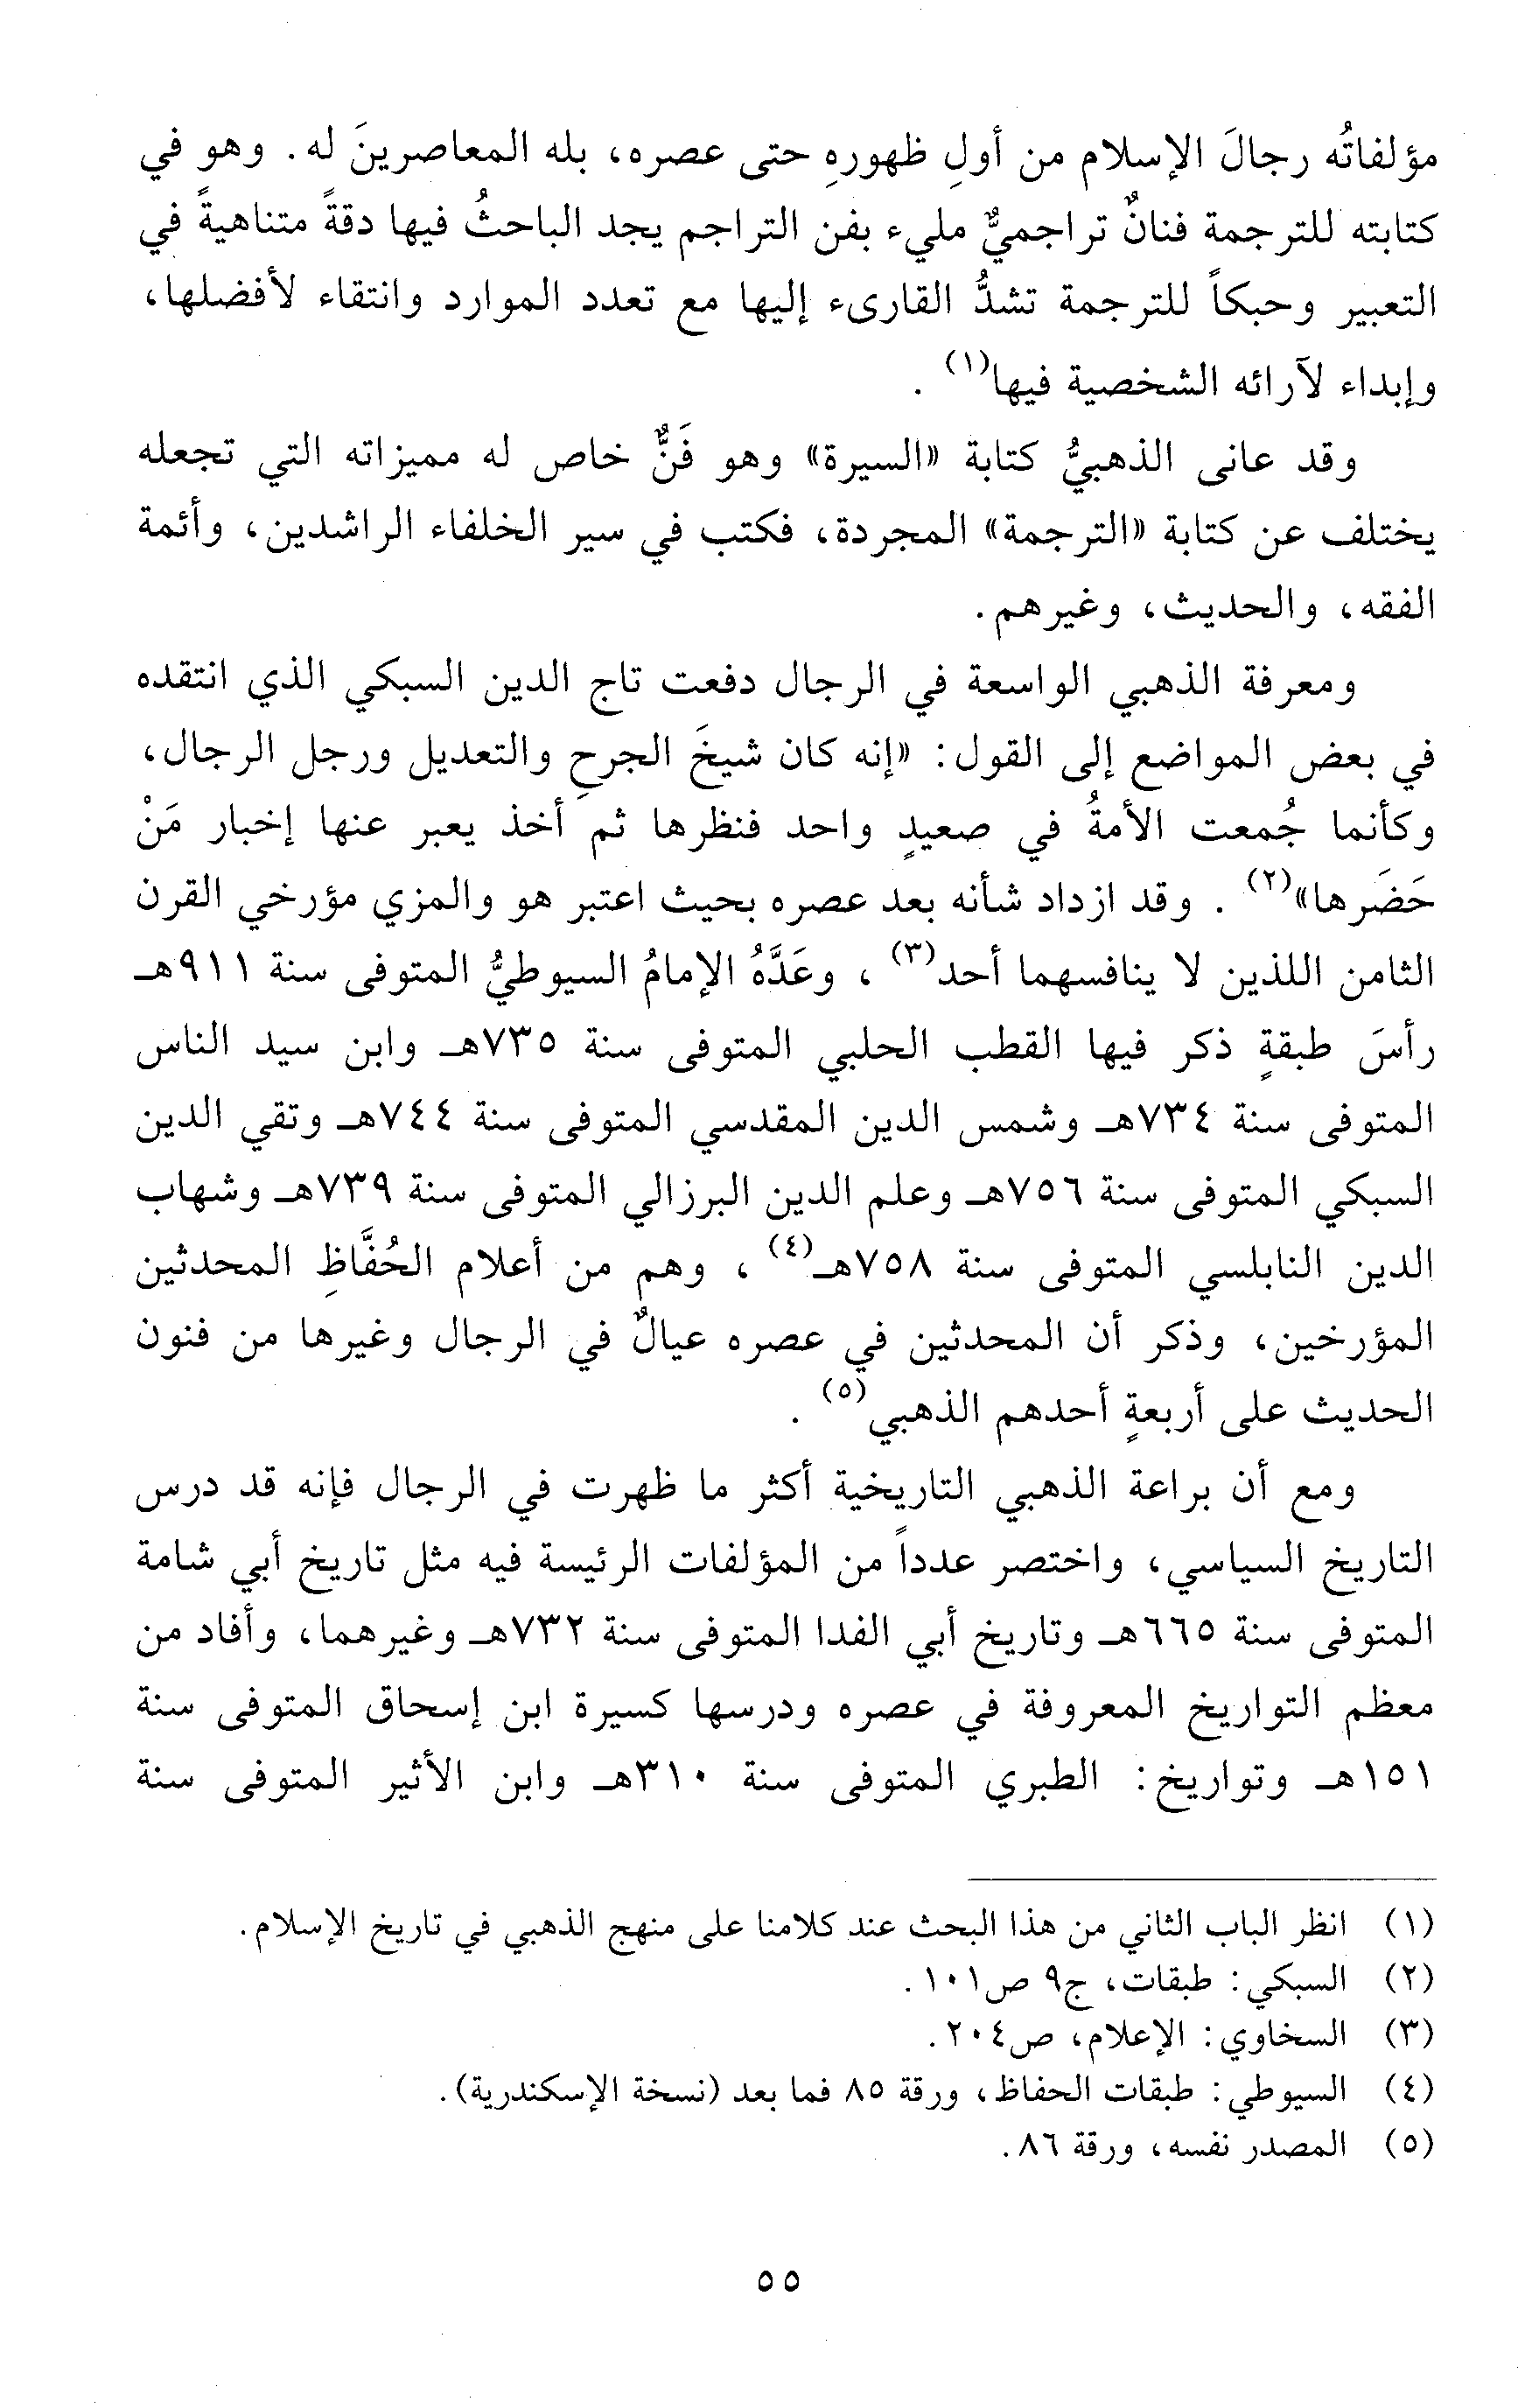 مؤلفاتُه رجالَ الإسلام من أولِ ظهورهِ حتى عصره، بله المعاصرينَ له. وهو في
كتابته للترجمة فنانٌ تراجميٌّ مليء بفن التراجم يجد الباحثُ فيها دقةً متناهيةً في
التعبير وحبكاً للترجمة تشدُّ القارىء إليها مع تعدد الموارد وانتقاء لأفضلها،
وإبداء لآرائه الشخصية فيها(١) .
وقد عانى الذهبيُّ كتابة «السيرة» وهو فَنٌّ خاص له مميزاته التي تجعله
يختلف عن كتابة «الترجمة» المجردة، فكتب في سير الخلفاء الراشدين، وأئمة
الفقه، والحديث، وغيرهم.
ومعرفة الذهبي الواسعة في الرجال دفعت تاج الدين السبكي الذي انتقده
في بعض المواضع إلى القول: «إنه كان شيخَ الجرحِ والتعديل ورجل الرجال،
وكأنما جُمعت الأمةُ في صعيدٍ واحد فنظرها ثم أخذ يعبر عنها إخبار مَنْ
حَضَرها»(٢) . وقد ازداد شأنه بعد عصره بحيث اعتبر هو والمزي مؤرخي القرن
الثامن اللذين لا ينافسهما أحد(٣) ، وعَدَّهُ الإمامُ السيوطيُّ المتوفى سنة ٩١١هـ
رأسَ طبقةٍ ذكر فيها القطب الحلبي المتوفى سنة ٧٣٥هـ وابن سيد الناس
المتوفى سنة ٧٣٤هـ وشمس الدين المقدسي المتوفى سنة ٧٤٤هـ وتقي الدين
السبكي المتوفى سنة ٧٥٦هـ وعلم الدين البرزالي المتوفى سنة ٧٣٩هـ وشهاب
الدين النابلسي المتوفى سنة ٧٥٨هـ(٤) ، وهم من أعلام الحُفَّاظِ المحدثين
المؤرخين، وذكر أن المحدثين في عصره عيالٌ في الرجال وغيرها من فنون
الحديث على أربعةٍ أحدهم الذهبي(٥) .
ومع أن براعة الذهبي التاريخية أكثر ما ظهرت في الرجال فإنه قد درس
التاريخ السياسي، واختصر عدداً من المؤلفات الرئيسة فيه مثل تاريخ أبي شامة
المتوفى سنة ٦٦٥هـ وتاريخ أبي الفدا المتوفى سنة ٧٣٢هـ وغيرهما، وأفاد من
معظم التواريخ المعروفة في عصره ودرسها كسيرة ابن إسحاق المتوفى سنة
١٥١هـ وتواريخ: الطبري المتوفى سنة ٣١٠هـ وابن الأثير المتوفى سنة
(١) انظر الباب الثاني من هذا البحث عند كلامنا على منهج الذهبي في تاريخ الإسلام.
(٢) السبكي: طبقات، ج٩ ص١٠١.
(٣) السخاوي: الإعلام، ص٢٠٤.
(٤) السيوطي: طبقات الحفاظ، ورقة ٨٥ فما بعد (نسخة الإسكندرية).
(٥) المصدر نفسه، ورقة ٨٦.
٥٥